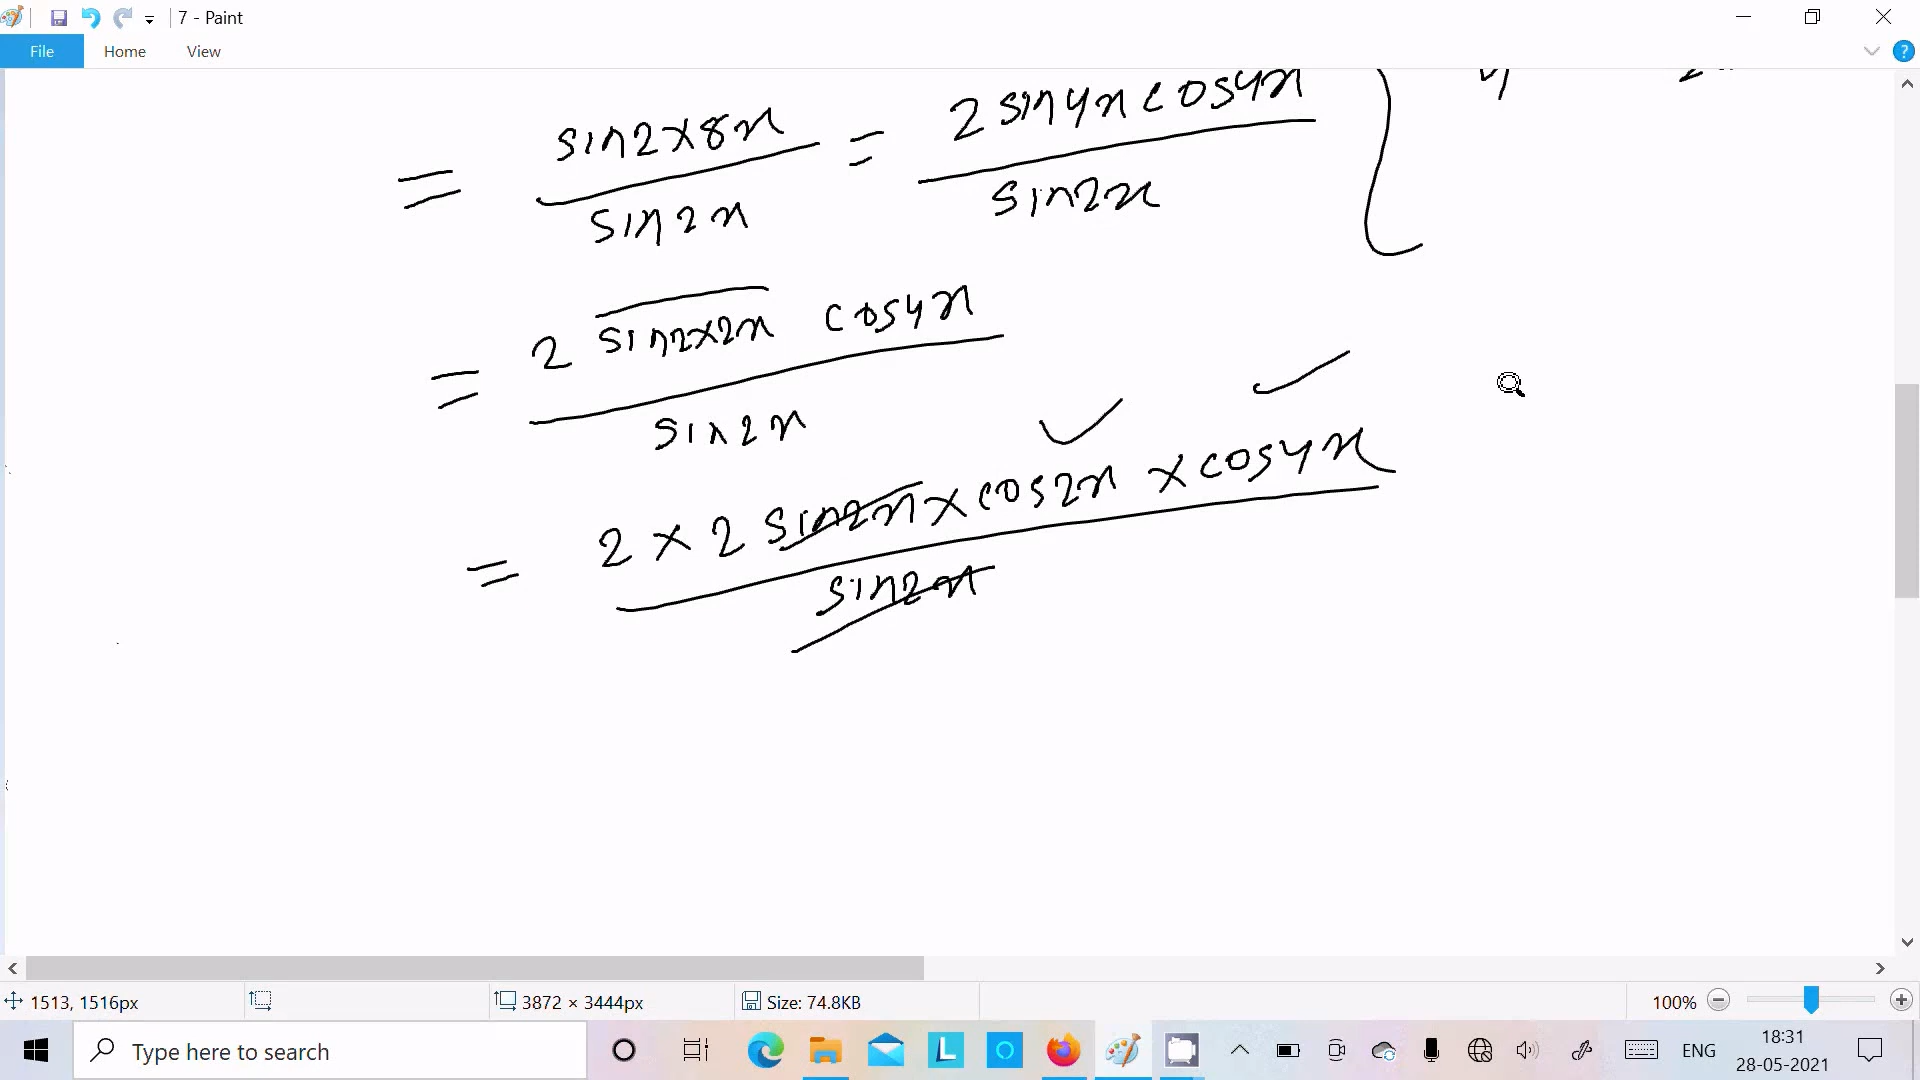 7 - Paint
File Home View
= sin2×8x / sin2x = 2 sin4x cos4x / sin2x
= 2 sin2×2x cos4x / sin2x
= 2 × 2 sin2x × cos2x × cos4x / sin2x
1513, 1516px 3872 × 3444px Size: 74.8KB 100%
Type here to search ENG 18:31
28-05-2021